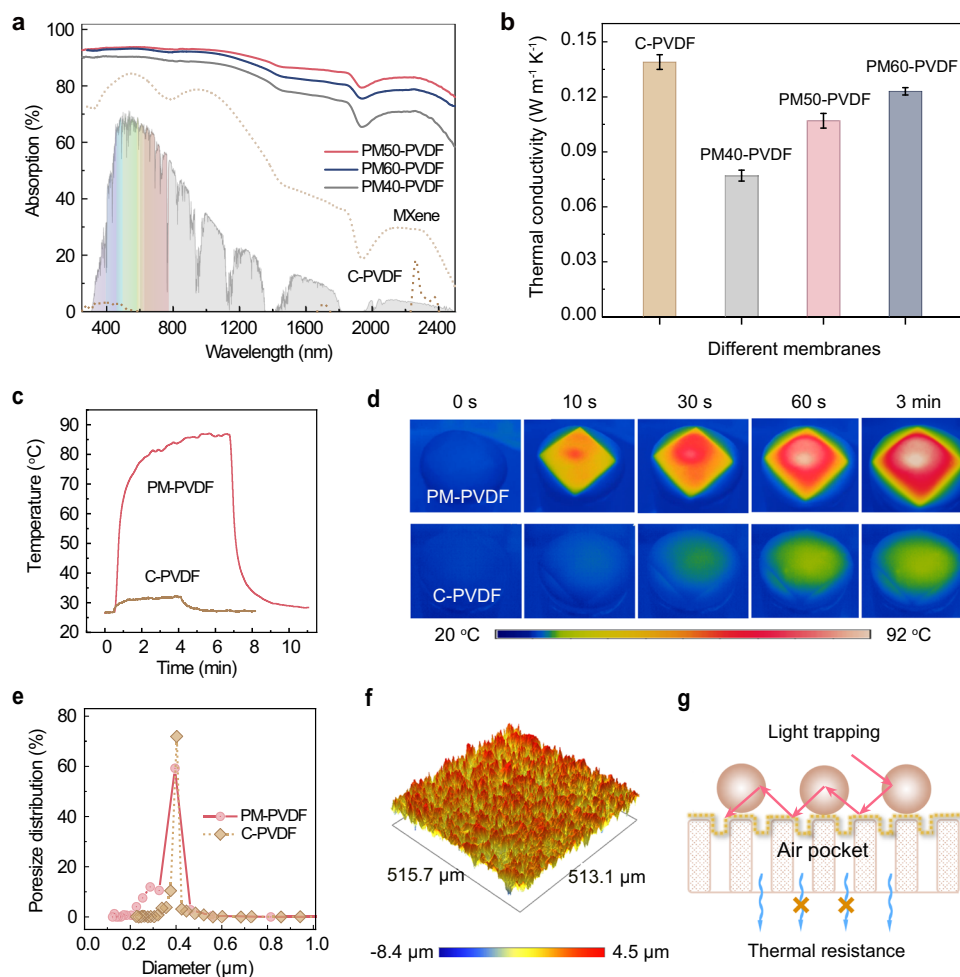 a
100
80
60
40
20
0
Absorption (%)
PM50-PVDF
PM60-PVDF
PM40-PVDF
MXene
C-PVDF
400 800 1200 1600 2000 2400
Wavelength (nm)
b
0.15
0.12
0.09
0.06
0.03
0.00
Thermal conductivity (W m⁻¹ K⁻¹)
C-PVDF
PM40-PVDF
PM50-PVDF
PM60-PVDF
Different membranes
c
90
80
70
60
50
40
30
20
Temperature (°C)
PM-PVDF
C-PVDF
0 2 4 6 8 10
Time (min)
d
0 s 10 s 30 s 60 s 3 min
PM-PVDF
C-PVDF
20 °C 92 °C
e
80
60
40
20
0
Poresize distribution (%)
PM-PVDF
C-PVDF
0.0 0.2 0.4 0.6 0.8 1.0
Diameter (μm)
f
515.7 μm
513.1 μm
-8.4 μm 4.5 μm
g
Light trapping
Air pocket
Thermal resistance